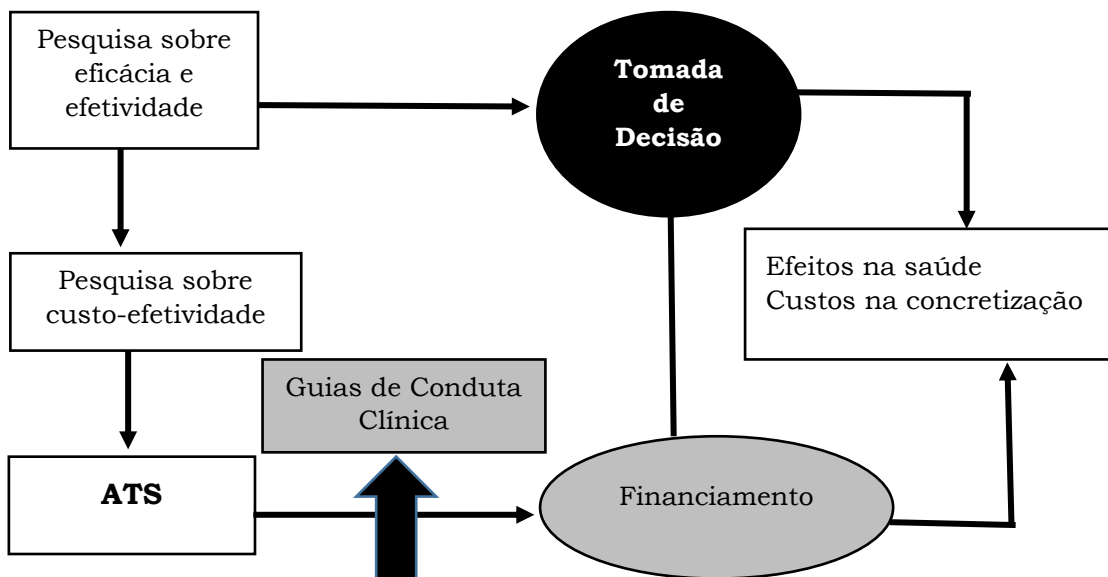 Pesquisa sobre
eficácia e
efetividade
Tomada
de
Decisão
Efeitos na saúde
Custos na concretização
Pesquisa sobre
custo-efetividade
Guias de Conduta
Clínica
ATS
Financiamento